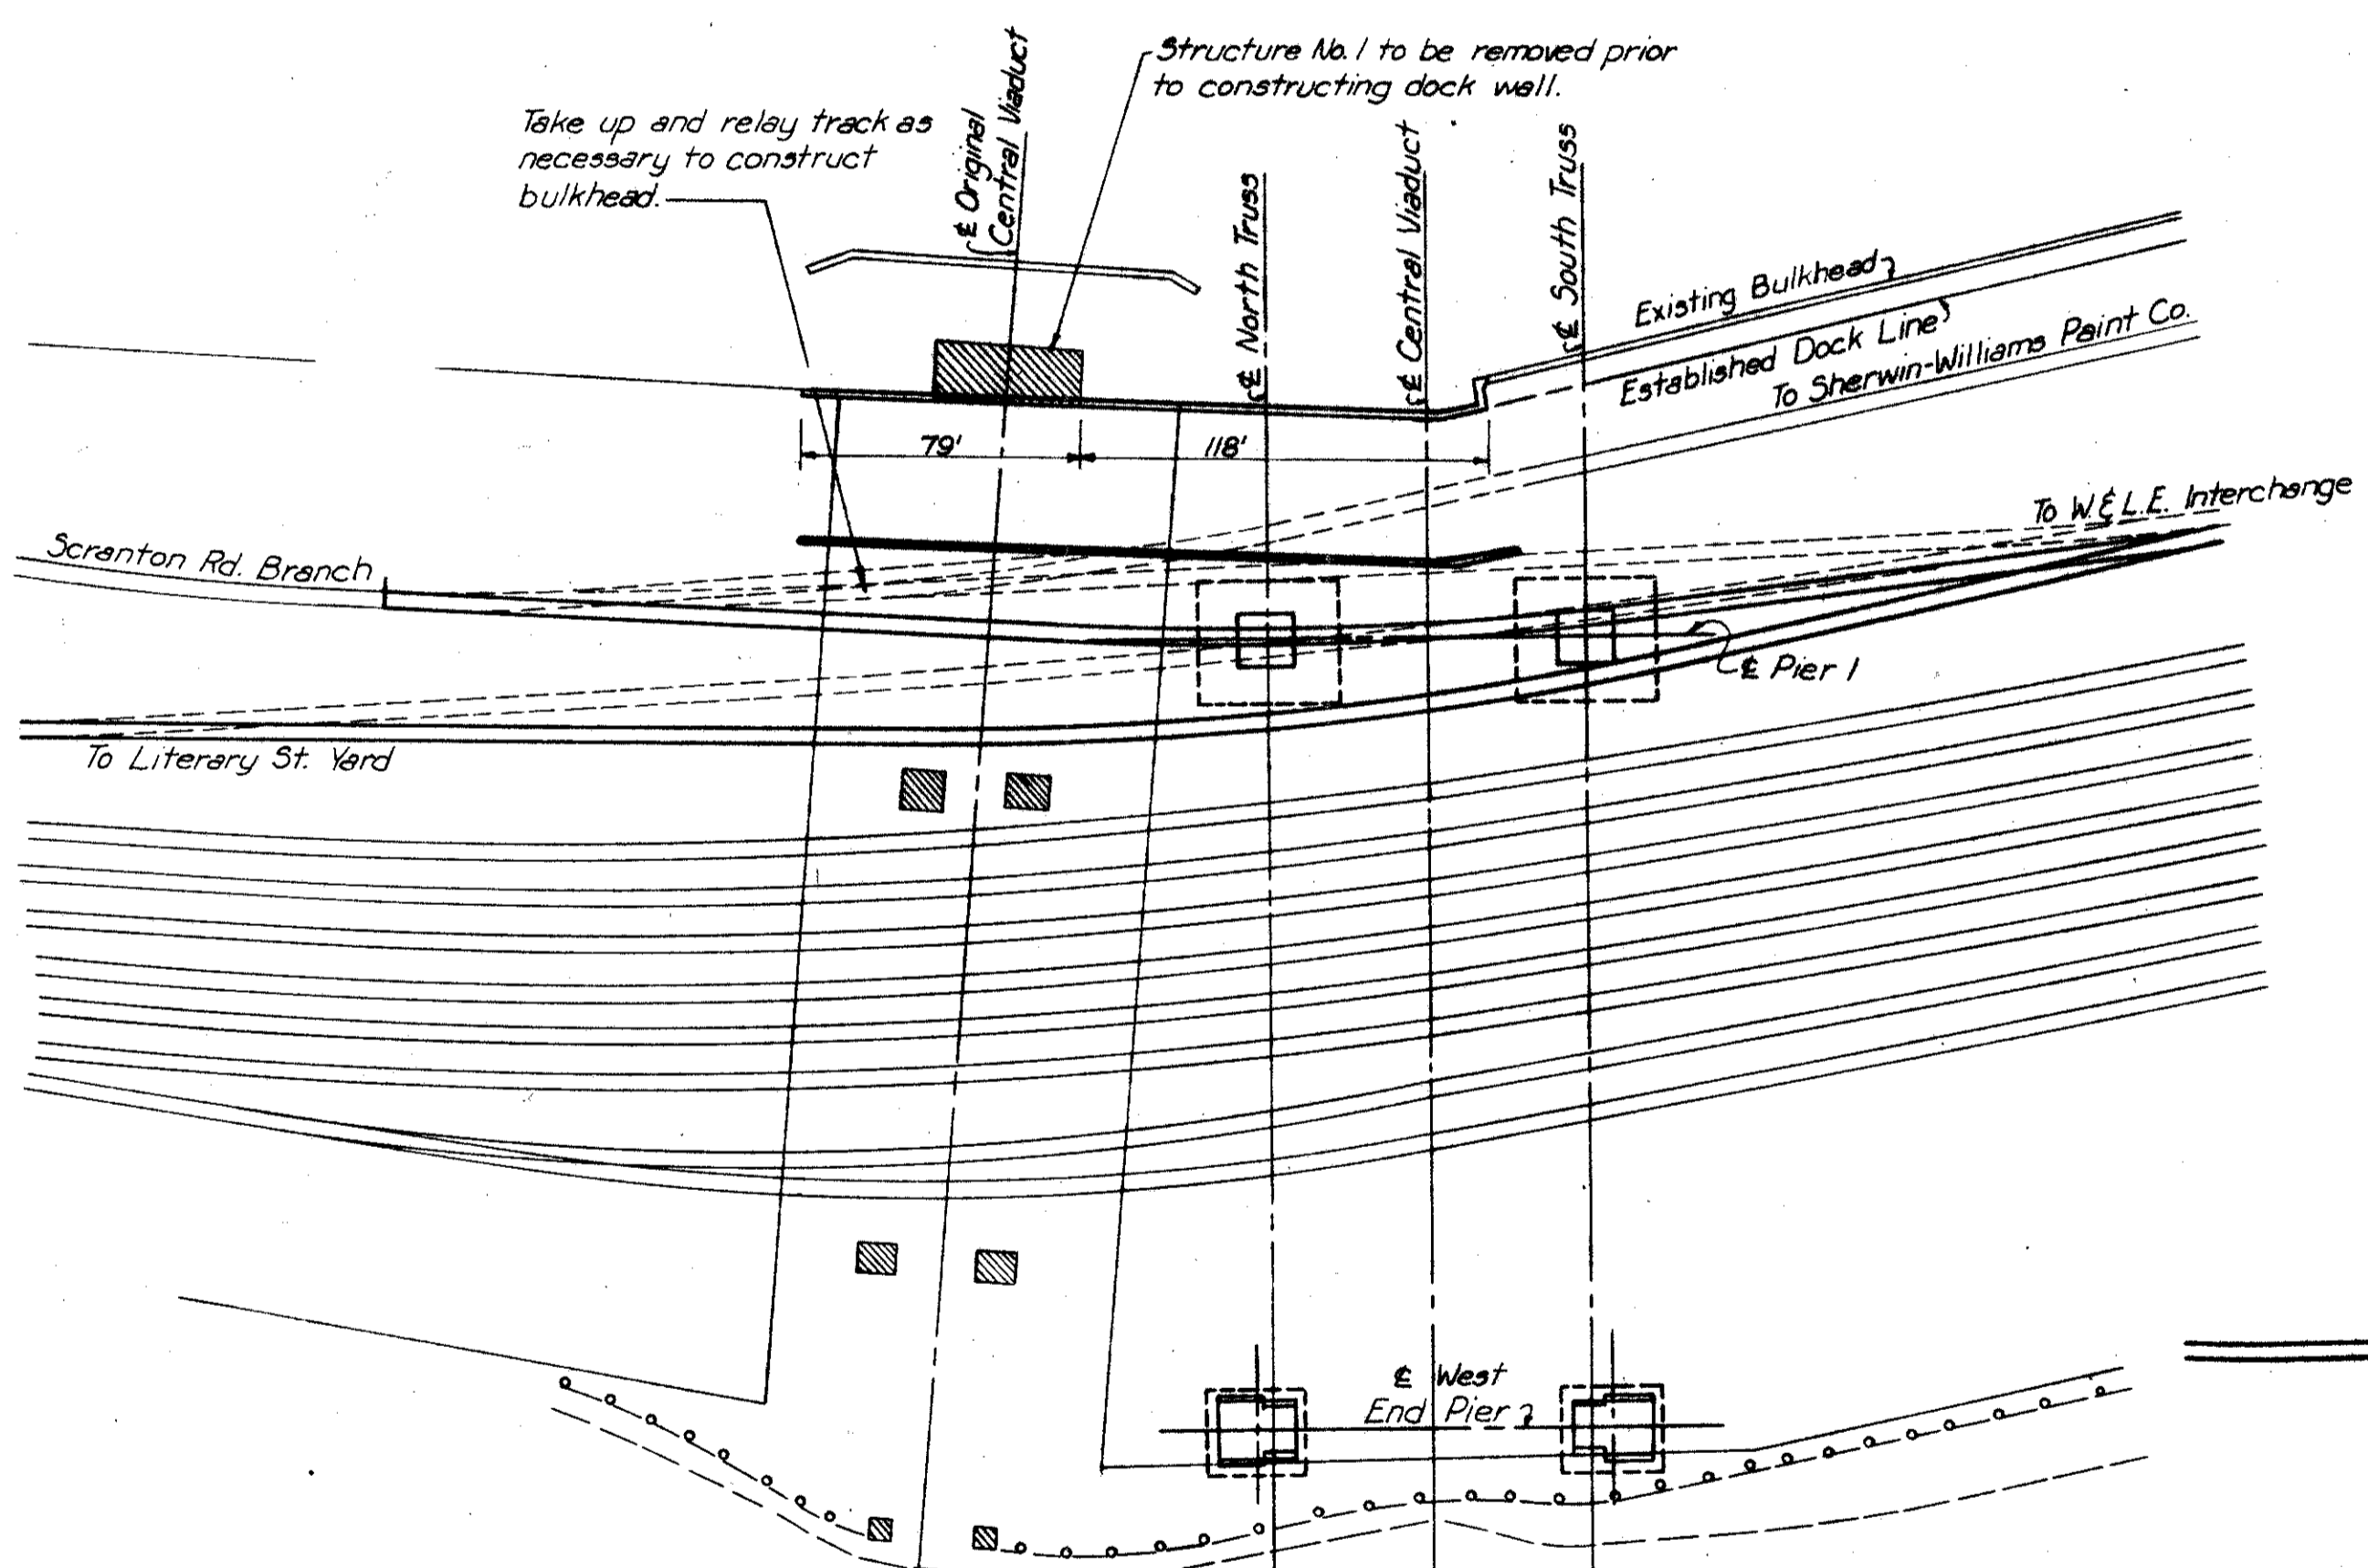 Structure No. 1 to be removed prior
to constructing dock wall.
Take up and relay track as
necessary to construct
bulkhead.
℄ Original
Central Viaduct
℄ North Truss
℄ Central Viaduct
℄ South Truss
Existing Bulkhead
Established Dock Line
To Sherwin-Williams Paint Co.
79'
118'
To W. & L.E. Interchange
Scranton Rd. Branch
℄ Pier 1
To Literary St. Yard
℄ West
End Pier